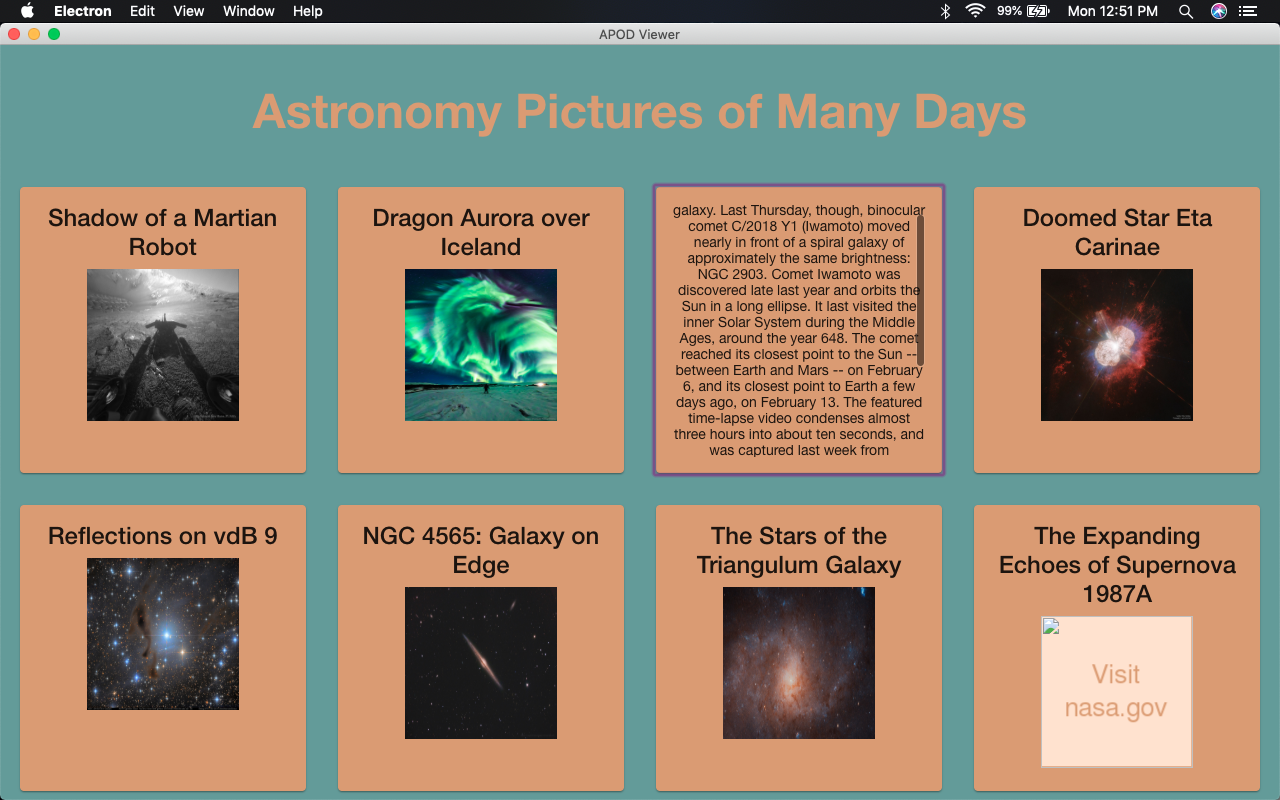 Electron Edit View Window Help 99% Mon 12:51 PM
APOD Viewer
Astronomy Pictures of Many Days
Shadow of a Martian
Robot
Dragon Aurora over
Iceland
galaxy. Last Thursday, though, binocular
comet C/2018 Y1 (Iwamoto) moved
nearly in front of a spiral galaxy of
approximately the same brightness:
NGC 2903. Comet Iwamoto was
discovered late last year and orbits the
Sun in a long ellipse. It last visited the
inner Solar System during the Middle
Ages, around the year 648. The comet
reached its closest point to the Sun --
between Earth and Mars -- on February
6, and its closest point to Earth a few
days ago, on February 13. The featured
time-lapse video condenses almost
three hours into about ten seconds, and
was captured last week from
Doomed Star Eta
Carinae
Reflections on vdB 9
NGC 4565: Galaxy on
Edge
The Stars of the
Triangulum Galaxy
The Expanding
Echoes of Supernova
1987A
Visit
nasa.gov